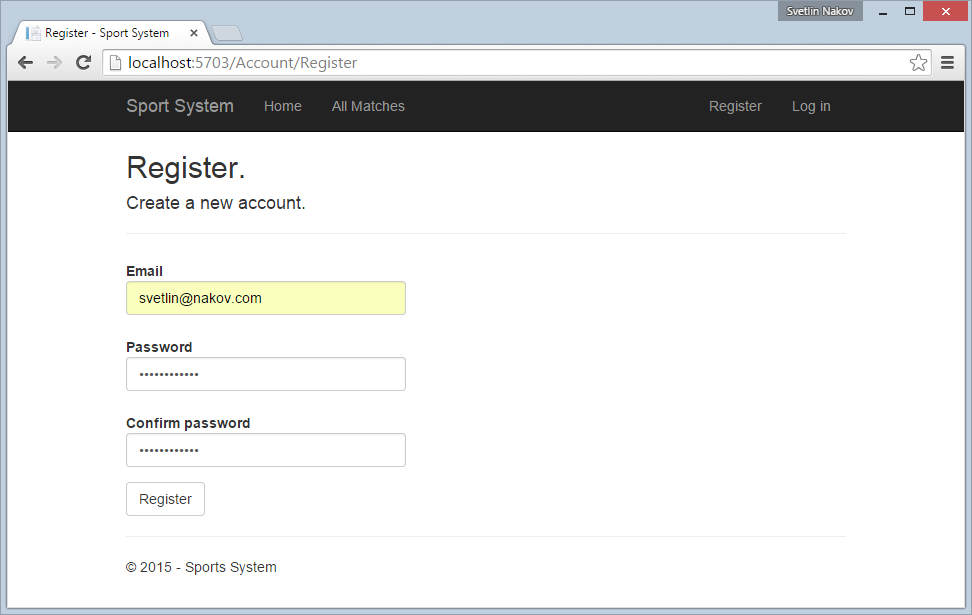 Svetlin Nakov
Register - Sport System
localhost:5703/Account/Register
Sport System Home All Matches Register Log in
Register.
Create a new account.
Email
svetlin@nakov.com
Password
••••••••••••
Confirm password
••••••••••••
Register
© 2015 - Sports System